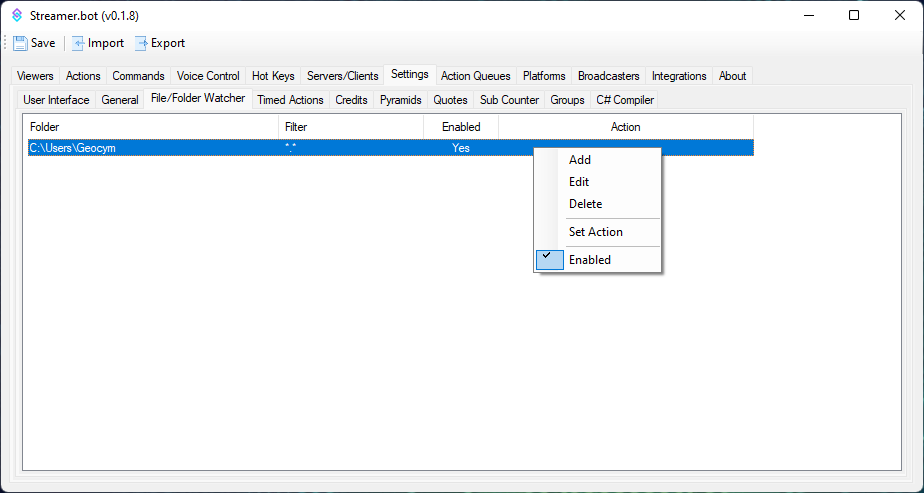 Streamer.bot (v0.1.8)
Save Import Export
Viewers Actions Commands Voice Control Hot Keys Servers/Clients Settings Action Queues Platforms Broadcasters Integrations About
User Interface General File/Folder Watcher Timed Actions Credits Pyramids Quotes Sub Counter Groups C# Compiler
Folder Filter Enabled Action
C:\Users\Geocym *.* Yes
Add
Edit
Delete
Set Action
Enabled